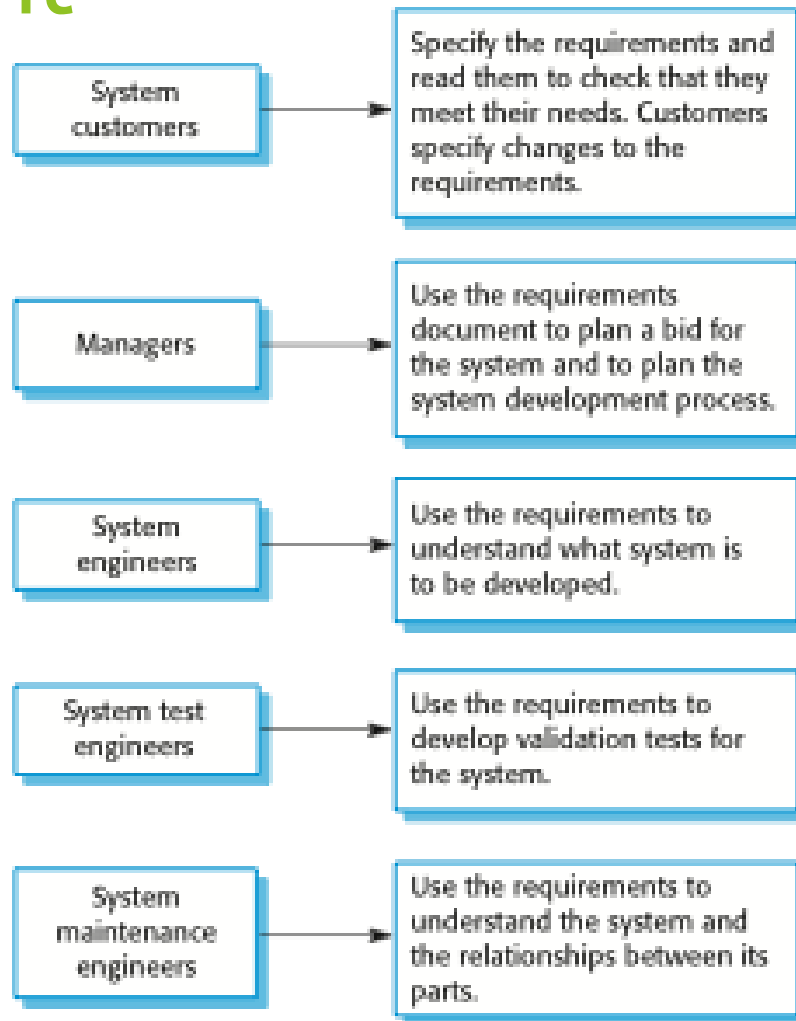 System
customers
Specify the requirements and
read them to check that they
meet their needs. Customers
specify changes to the
requirements.
Managers
Use the requirements
document to plan a bid for
the system and to plan the
system development process.
System
engineers
Use the requirements to
understand what system is
to be developed.
System test
engineers
Use the requirements to
develop validation tests for
the system.
System
maintenance
engineers
Use the requirements to
understand the system and
the relationships between its
parts.